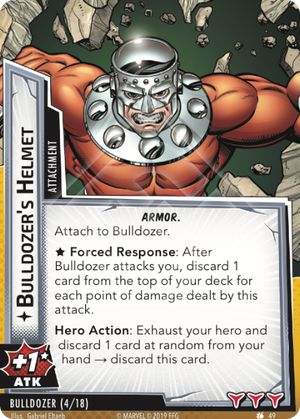 ✦ BULLDOZER'S HELMET
ATTACHMENT
ARMOR.
Attach to Bulldozer.
★ Forced Response: After
Bulldozer attacks you, discard 1
card from the top of your deck for
each point of damage dealt by this
attack.
Hero Action: Exhaust your hero and
discard 1 card at random from your
hand → discard this card.
+1★
ATK
BULLDOZER (4/18)
Illus. Gabriel Eltaeb
© MARVEL © 2019 FFG
49